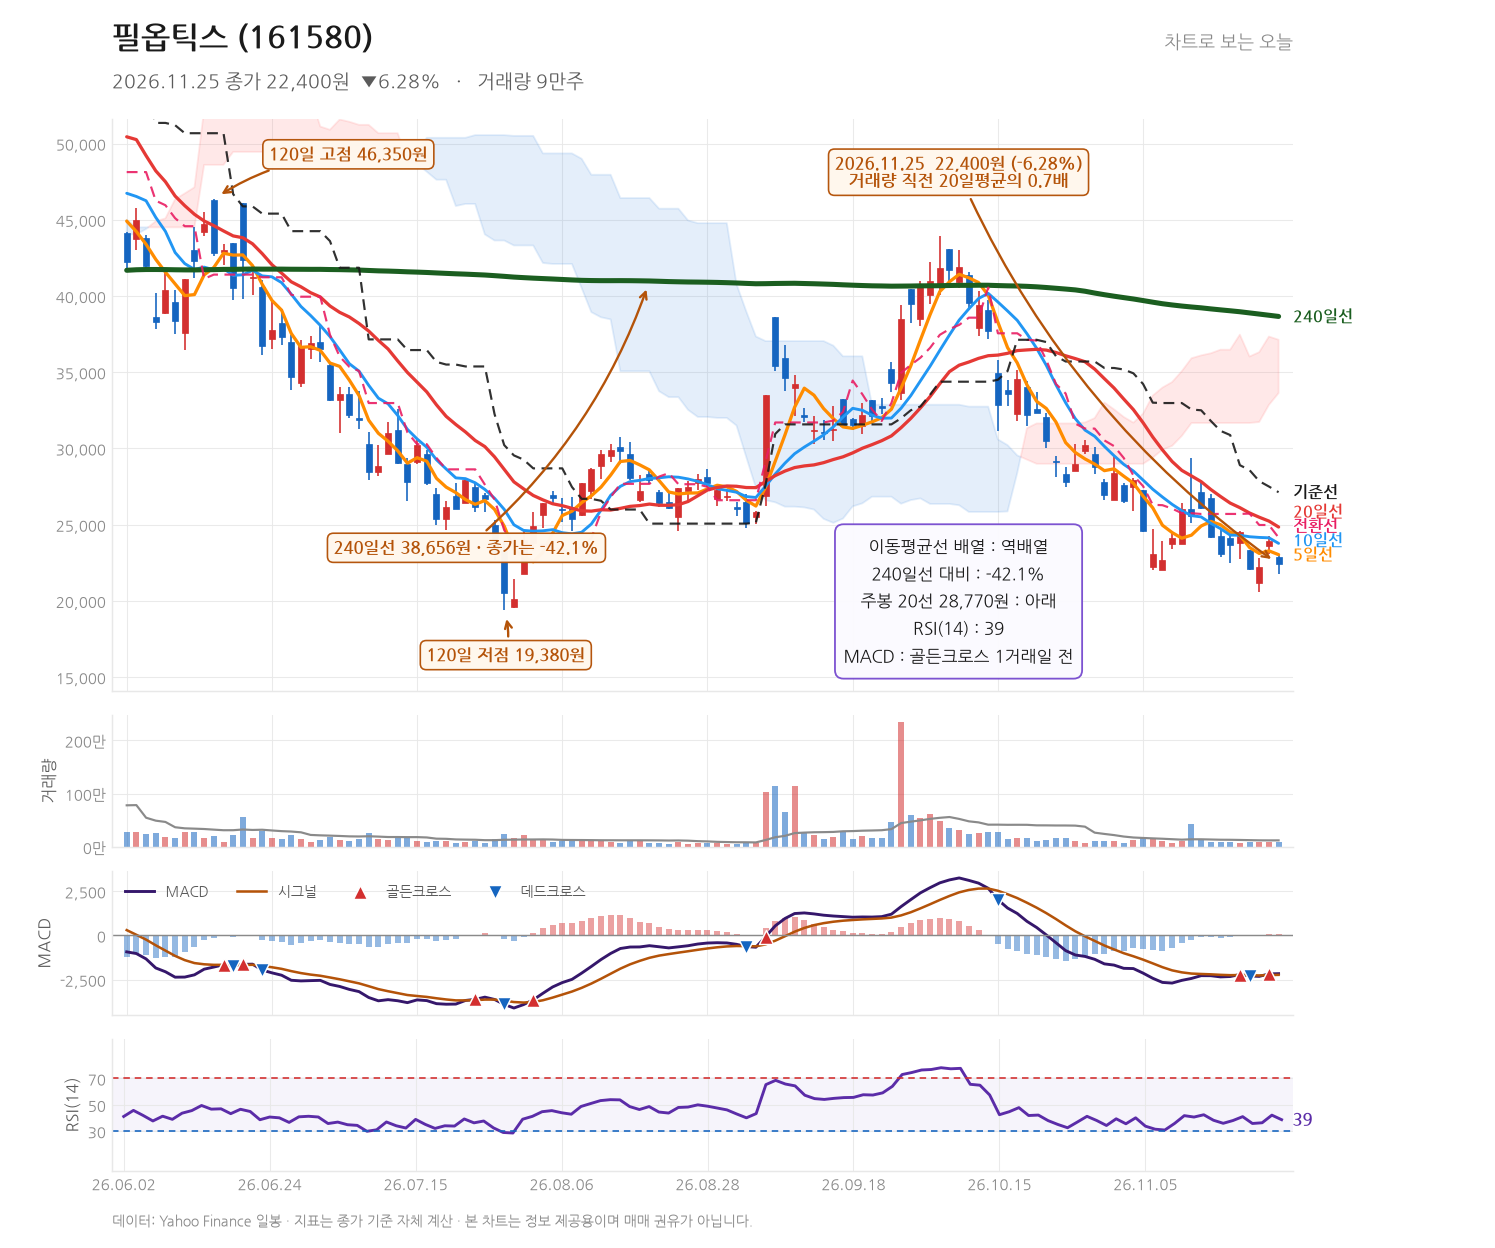 필옵틱스 (161580)
차트로 보는 오늘
2026.11.25 종가 22,400원 ▼6.28% · 거래량 9만주
50,000
45,000
40,000
35,000
30,000
25,000
20,000
15,000
120일 고점 46,350원
2026.11.25 22,400원 (-6.28%)
거래량 직전 20일평균의 0.7배
240일선
기준선
20일선
전환선
10일선
5일선
240일선 38,656원 · 종가는 -42.1%
120일 저점 19,380원
이동평균선 배열 : 역배열
240일선 대비 : -42.1%
주봉 20선 28,770원 : 아래
RSI(14) : 39
MACD : 골든크로스 1거래일 전
거래량
200만
100만
0만
MACD
2,500
0
-2,500
MACD 시그널 골든크로스 데드크로스
RSI(14)
70
50
30
39
26.06.02 26.06.24 26.07.15 26.08.06 26.08.28 26.09.18 26.10.15 26.11.05
데이터: Yahoo Finance 일봉 · 지표는 종가 기준 자체 계산 · 본 차트는 정보 제공용이며 매매 권유가 아닙니다.